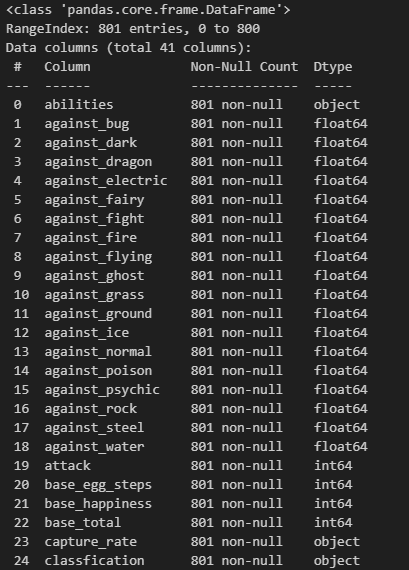 <class 'pandas.core.frame.DataFrame'>
RangeIndex: 801 entries, 0 to 800
Data columns (total 41 columns):
 #   Column             Non-Null Count  Dtype
---  ------             --------------  -----
 0   abilities          801 non-null    object
 1   against_bug        801 non-null    float64
 2   against_dark       801 non-null    float64
 3   against_dragon     801 non-null    float64
 4   against_electric   801 non-null    float64
 5   against_fairy      801 non-null    float64
 6   against_fight      801 non-null    float64
 7   against_fire       801 non-null    float64
 8   against_flying     801 non-null    float64
 9   against_ghost      801 non-null    float64
 10  against_grass      801 non-null    float64
 11  against_ground     801 non-null    float64
 12  against_ice        801 non-null    float64
 13  against_normal     801 non-null    float64
 14  against_poison     801 non-null    float64
 15  against_psychic    801 non-null    float64
 16  against_rock       801 non-null    float64
 17  against_steel      801 non-null    float64
 18  against_water      801 non-null    float64
 19  attack             801 non-null    int64
 20  base_egg_steps     801 non-null    int64
 21  base_happiness     801 non-null    int64
 22  base_total         801 non-null    int64
 23  capture_rate       801 non-null    object
 24  classfication      801 non-null    object